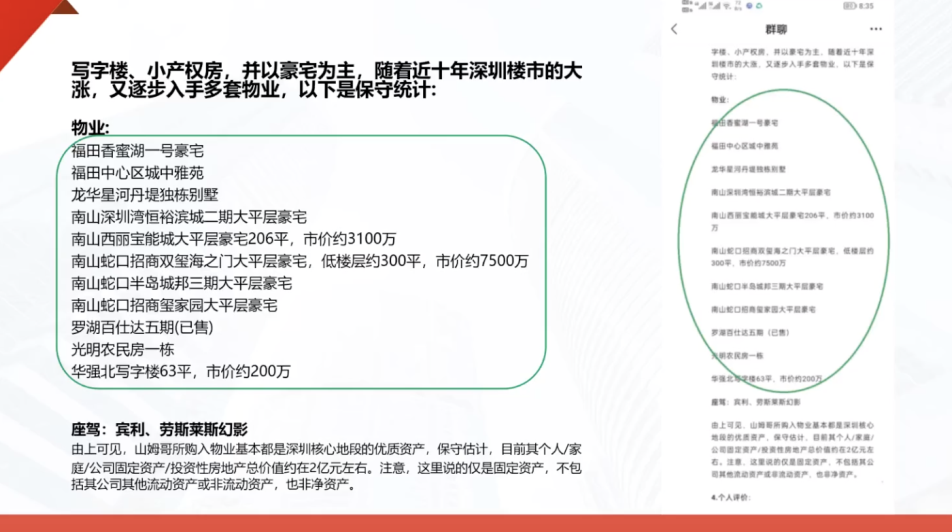 写字楼、小产权房，并以豪宅为主，随着近十年深圳楼市的大
涨，又逐步入手多套物业，以下是保守统计：
物业:
福田香蜜湖一号豪宅
福田中心区城中雅苑
龙华星河丹堤独栋别墅
南山深圳湾恒裕滨城二期大平层豪宅
南山西丽宝能城大平层豪宅206平，市价约3100万
南山蛇口招商双玺海之门大平层豪宅，低楼层约300平，市价约7500万
南山蛇口半岛城邦三期大平层豪宅
南山蛇口招商玺家园大平层豪宅
罗湖百仕达五期(已售)
光明农民房一栋
华强北写字楼63平，市价约200万
座驾：宾利、劳斯莱斯幻影
由上可见，山姆哥所购入物业基本都是深圳核心地段的优质资产，保守估计，目前其个人/家
庭/公司固定资产/投资性房地产总价值约在2亿元左右。注意，这里说的仅是固定资产，不包
括其公司其他流动资产或非流动资产，也非净资产。
8:35
群聊
字楼、小产权房，并以豪宅为主，随着近十年深
圳楼市的大涨，又逐步入手多套物业，以下是保
守统计：
物业：
福田香蜜湖一号豪宅
福田中心区城中雅苑
龙华星河丹堤独栋别墅
南山深圳湾恒裕滨城二期大平层豪宅
南山西丽宝能城大平层豪宅206平，市价约3100
万
南山蛇口招商双玺海之门大平层豪宅，低楼层约
300平，市价约7500万
南山蛇口半岛城邦三期大平层豪宅
南山蛇口招商玺家园大平层豪宅
罗湖百仕达五期（已售）
光明农民房一栋
华强北写字楼63平，市价约200万
座驾：宾利、劳斯莱斯幻影
由上可见，山姆哥所购入物业基本都是深圳核心
地段的优质资产，保守估计，目前其个人/家庭
/公司固定资产/投资性房地产总价值约在2亿元左
右。注意，这里说的仅是固定资产，不包括其公
司其他流动资产或非流动资产，也非净资产。
4.个人评价: